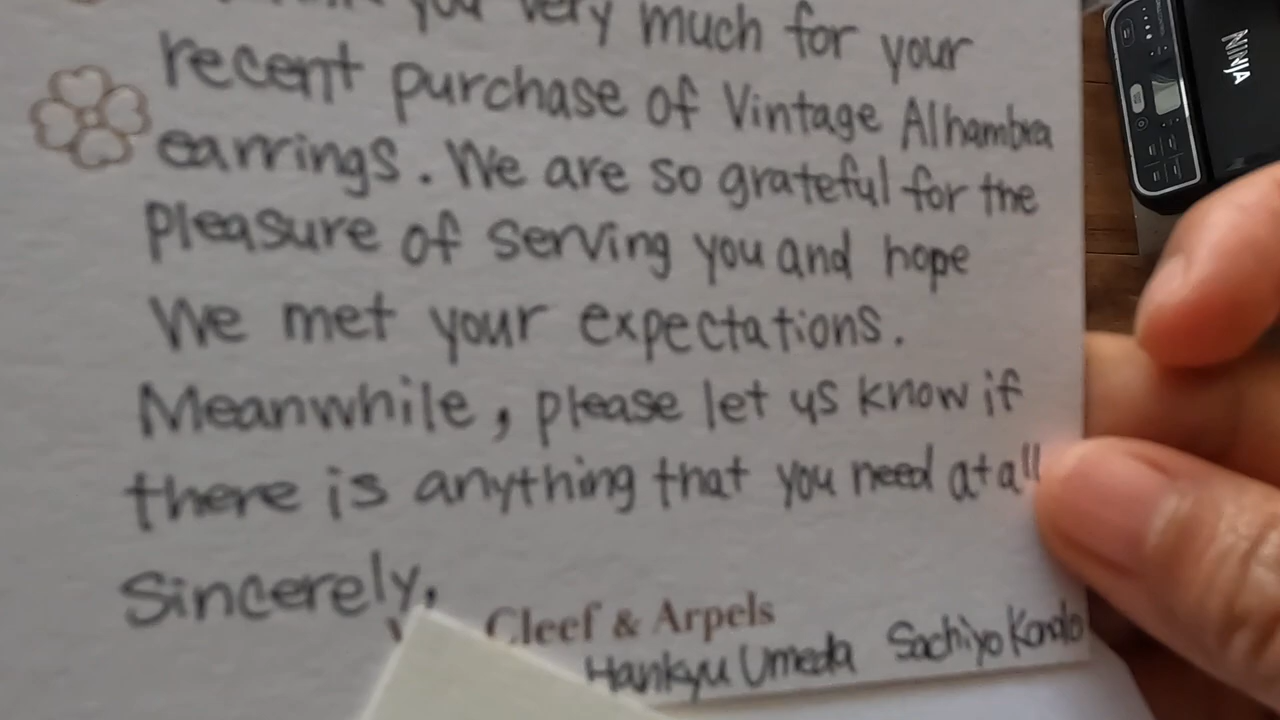 you very much for your
recent purchase of Vintage Alhambra
earrings. We are so grateful for the
pleasure of serving you and hope
We met your expectations.
Meanwhile, please let us know if
there is anything that you need at all
Sincerely,
Cleef & Arpels
Hankyu Umeda Sachiyo Kondo
NINJA